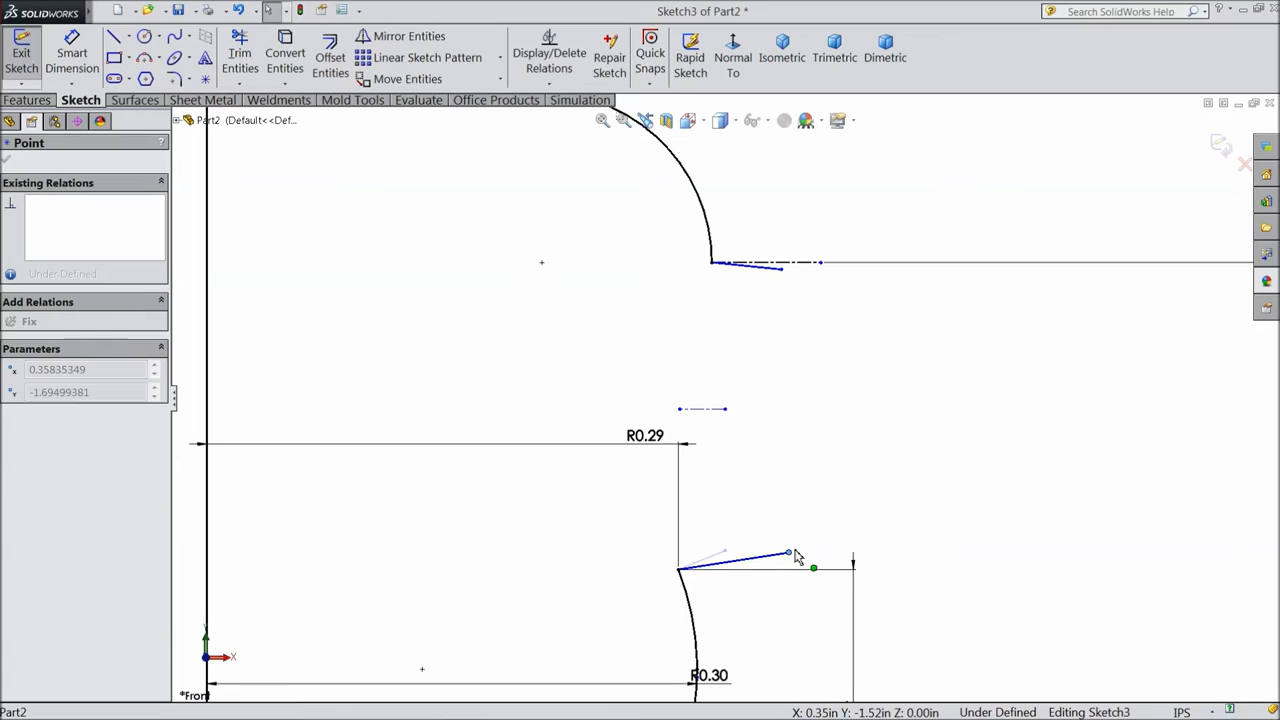 SOLIDWORKS
Sketch3 of Part2 *
Search SolidWorks Help
Exit Sketch
Smart Dimension
Trim Entities
Convert Entities
Offset Entities
Mirror Entities
Linear Sketch Pattern
Move Entities
Display/Delete Relations
Repair Sketch
Quick Snaps
Rapid Sketch
Normal To
Isometric
Trimetric
Dimetric
Features
Sketch
Surfaces
Sheet Metal
Weldments
Mold Tools
Evaluate
Office Products
Simulation
Part2 (Default<<Def...
Point
?
Existing Relations
Under Defined
Add Relations
Fix
Parameters
x
0.35835349
Y
-1.69499381
R0.29
R0.30
Y
X
*Front
Part2
X: 0.35in Y: -1.52in Z: 0.00in
Under Defined
Editing Sketch3
IPS